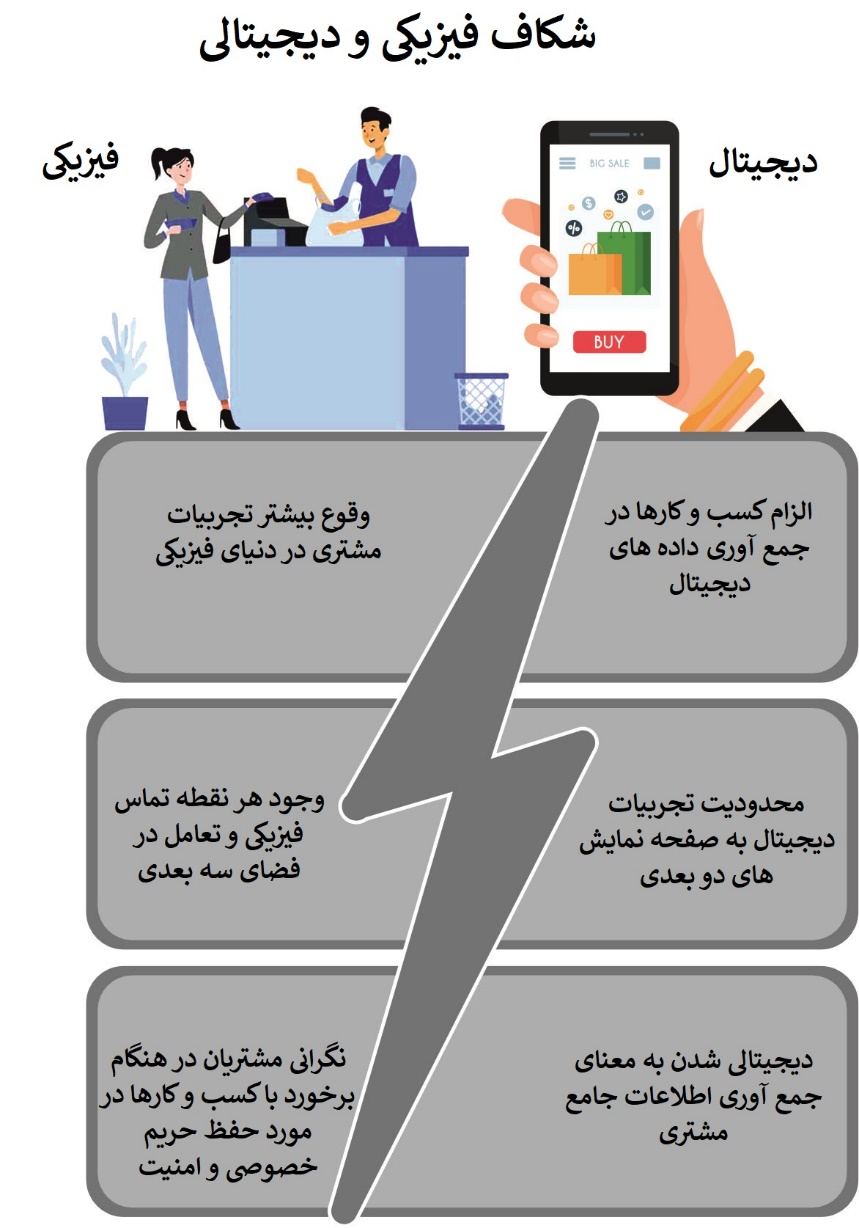 شکاف فیزیکی و دیجیتالی
دیجیتال
فیزیکی
BIG SALE
$
%
BUY
الزام کسب و کارها در
جمع آوری داده های
دیجیتال
وقوع بیشتر تجربیات
مشتری در دنیای فیزیکی
محدودیت تجربیات
دیجیتال به صفحه نمایش
های دو بعدی
وجود هر نقطه تماس
فیزیکی و تعامل در
فضای سه بعدی
دیجیتالی شدن به معنای
جمع آوری اطلاعات جامع
مشتری
نگرانی مشتریان در هنگام
برخورد با کسب و کارها در
مورد حفظ حریم
خصوصی و امنیت